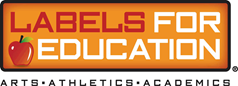 LABELS FOR
EDUCATION
ARTS•ATHLETICS•ACADEMICS ®